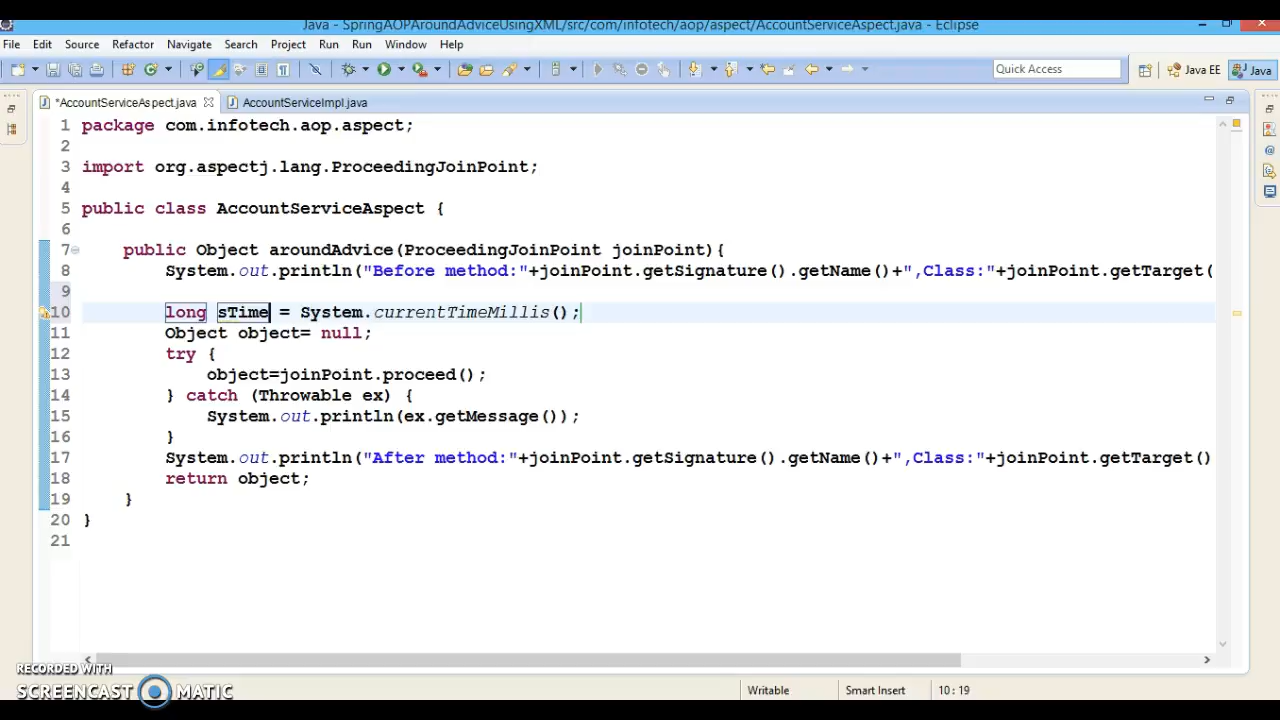 Java - SpringAOPAroundAdviceUsingXML/src/com/infotech/aop/aspect/AccountServiceAspect.java - Eclipse
File Edit Source Refactor Navigate Search Project Run Run Window Help
Quick Access Java EE Java
*AccountServiceAspect.java AccountServiceImpl.java
1 package com.infotech.aop.aspect;
2
3 import org.aspectj.lang.ProceedingJoinPoint;
4
5 public class AccountServiceAspect {
6
7 public Object aroundAdvice(ProceedingJoinPoint joinPoint){
8 System.out.println("Before method:"+joinPoint.getSignature().getName()+",Class:"+joinPoint.getTarget(
9
10 long sTime = System.currentTimeMillis();
11 Object object= null;
12 try {
13 object=joinPoint.proceed();
14 } catch (Throwable ex) {
15 System.out.println(ex.getMessage());
16 }
17 System.out.println("After method:"+joinPoint.getSignature().getName()+",Class:"+joinPoint.getTarget()
18 return object;
19 }
20 }
21
RECORDED WITH
SCREENCAST MATIC
Writable Smart Insert 10 : 19